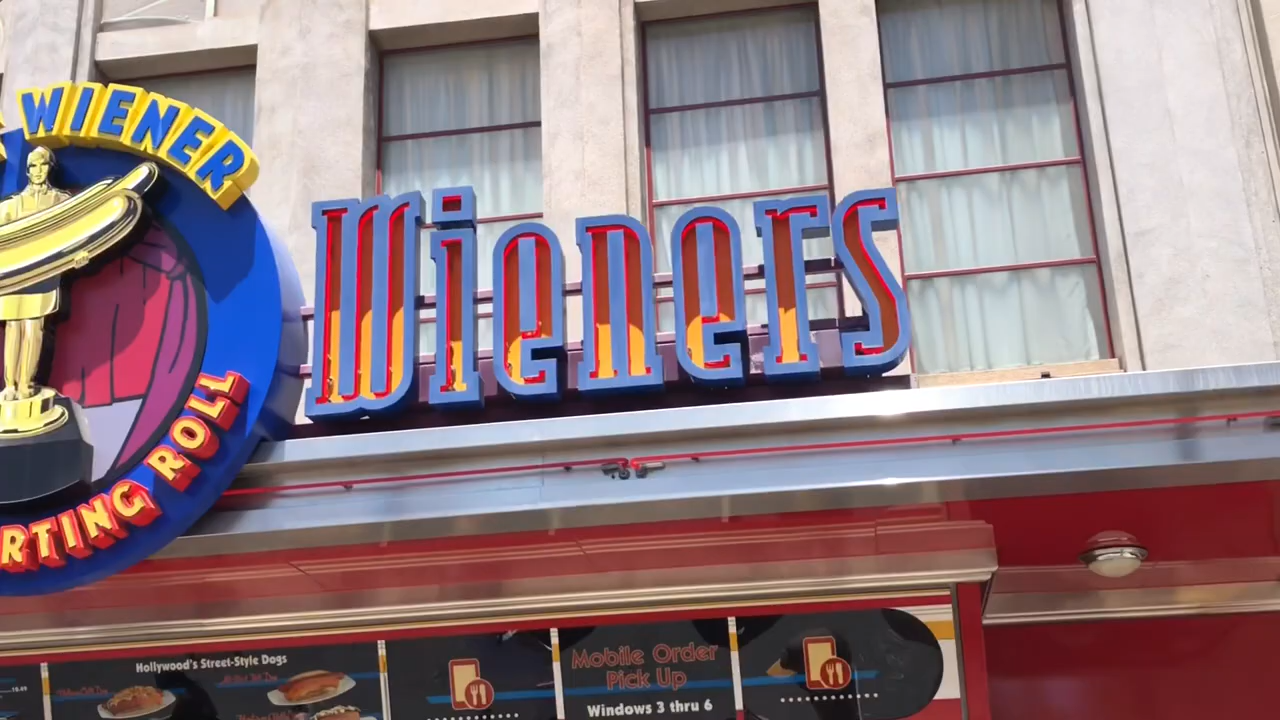 WIENER
Wieners
RTING ROLL
Hollywood's Street-Style Dogs
Mobile Order
Pick Up
Windows 3 thru 6